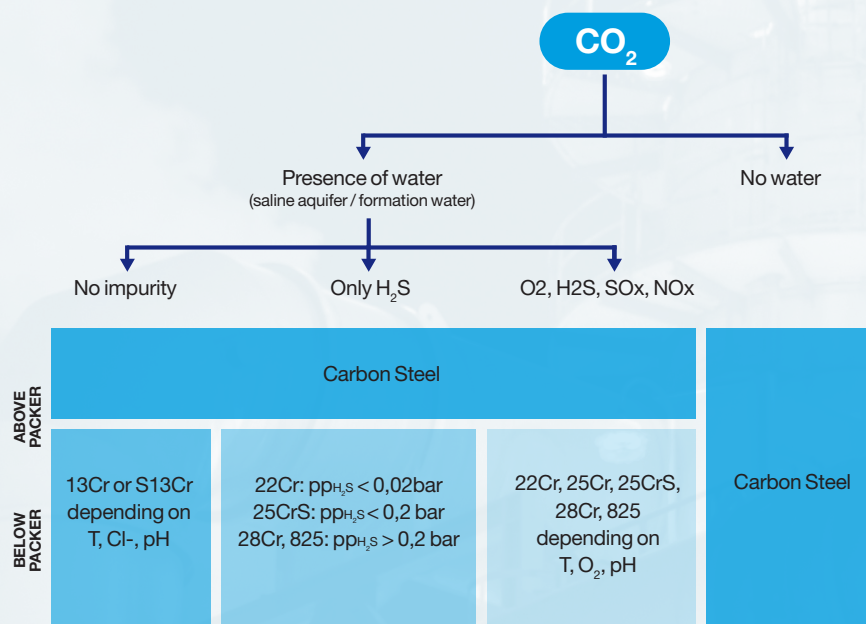 CO₂
Presence of water
(saline aquifer / formation water)
No water
No impurity
Only H₂S
O2, H2S, SOx, NOx
ABOVE
PACKER
Carbon Steel
BELOW
PACKER
13Cr or S13Cr
depending on
T, Cl-, pH
22Cr: ppH₂S < 0,02bar
25CrS: ppH₂S < 0,2 bar
28Cr, 825: ppH₂S > 0,2 bar
22Cr, 25Cr, 25CrS,
28Cr, 825
depending on
T, O₂, pH
Carbon Steel